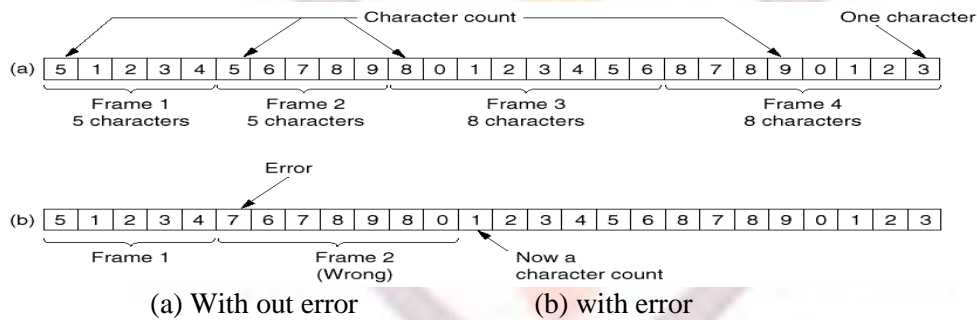 Character count One character
(a) 5 1 2 3 4 5 6 7 8 9 8 0 1 2 3 4 5 6 8 7 8 9 0 1 2 3
Frame 1 Frame 2 Frame 3 Frame 4
5 characters 5 characters 8 characters 8 characters
Error
(b) 5 1 2 3 4 7 6 7 8 9 8 0 1 2 3 4 5 6 8 7 8 9 0 1 2 3
Frame 1 Frame 2 Now a
(Wrong) character count
(a) With out error (b) with error